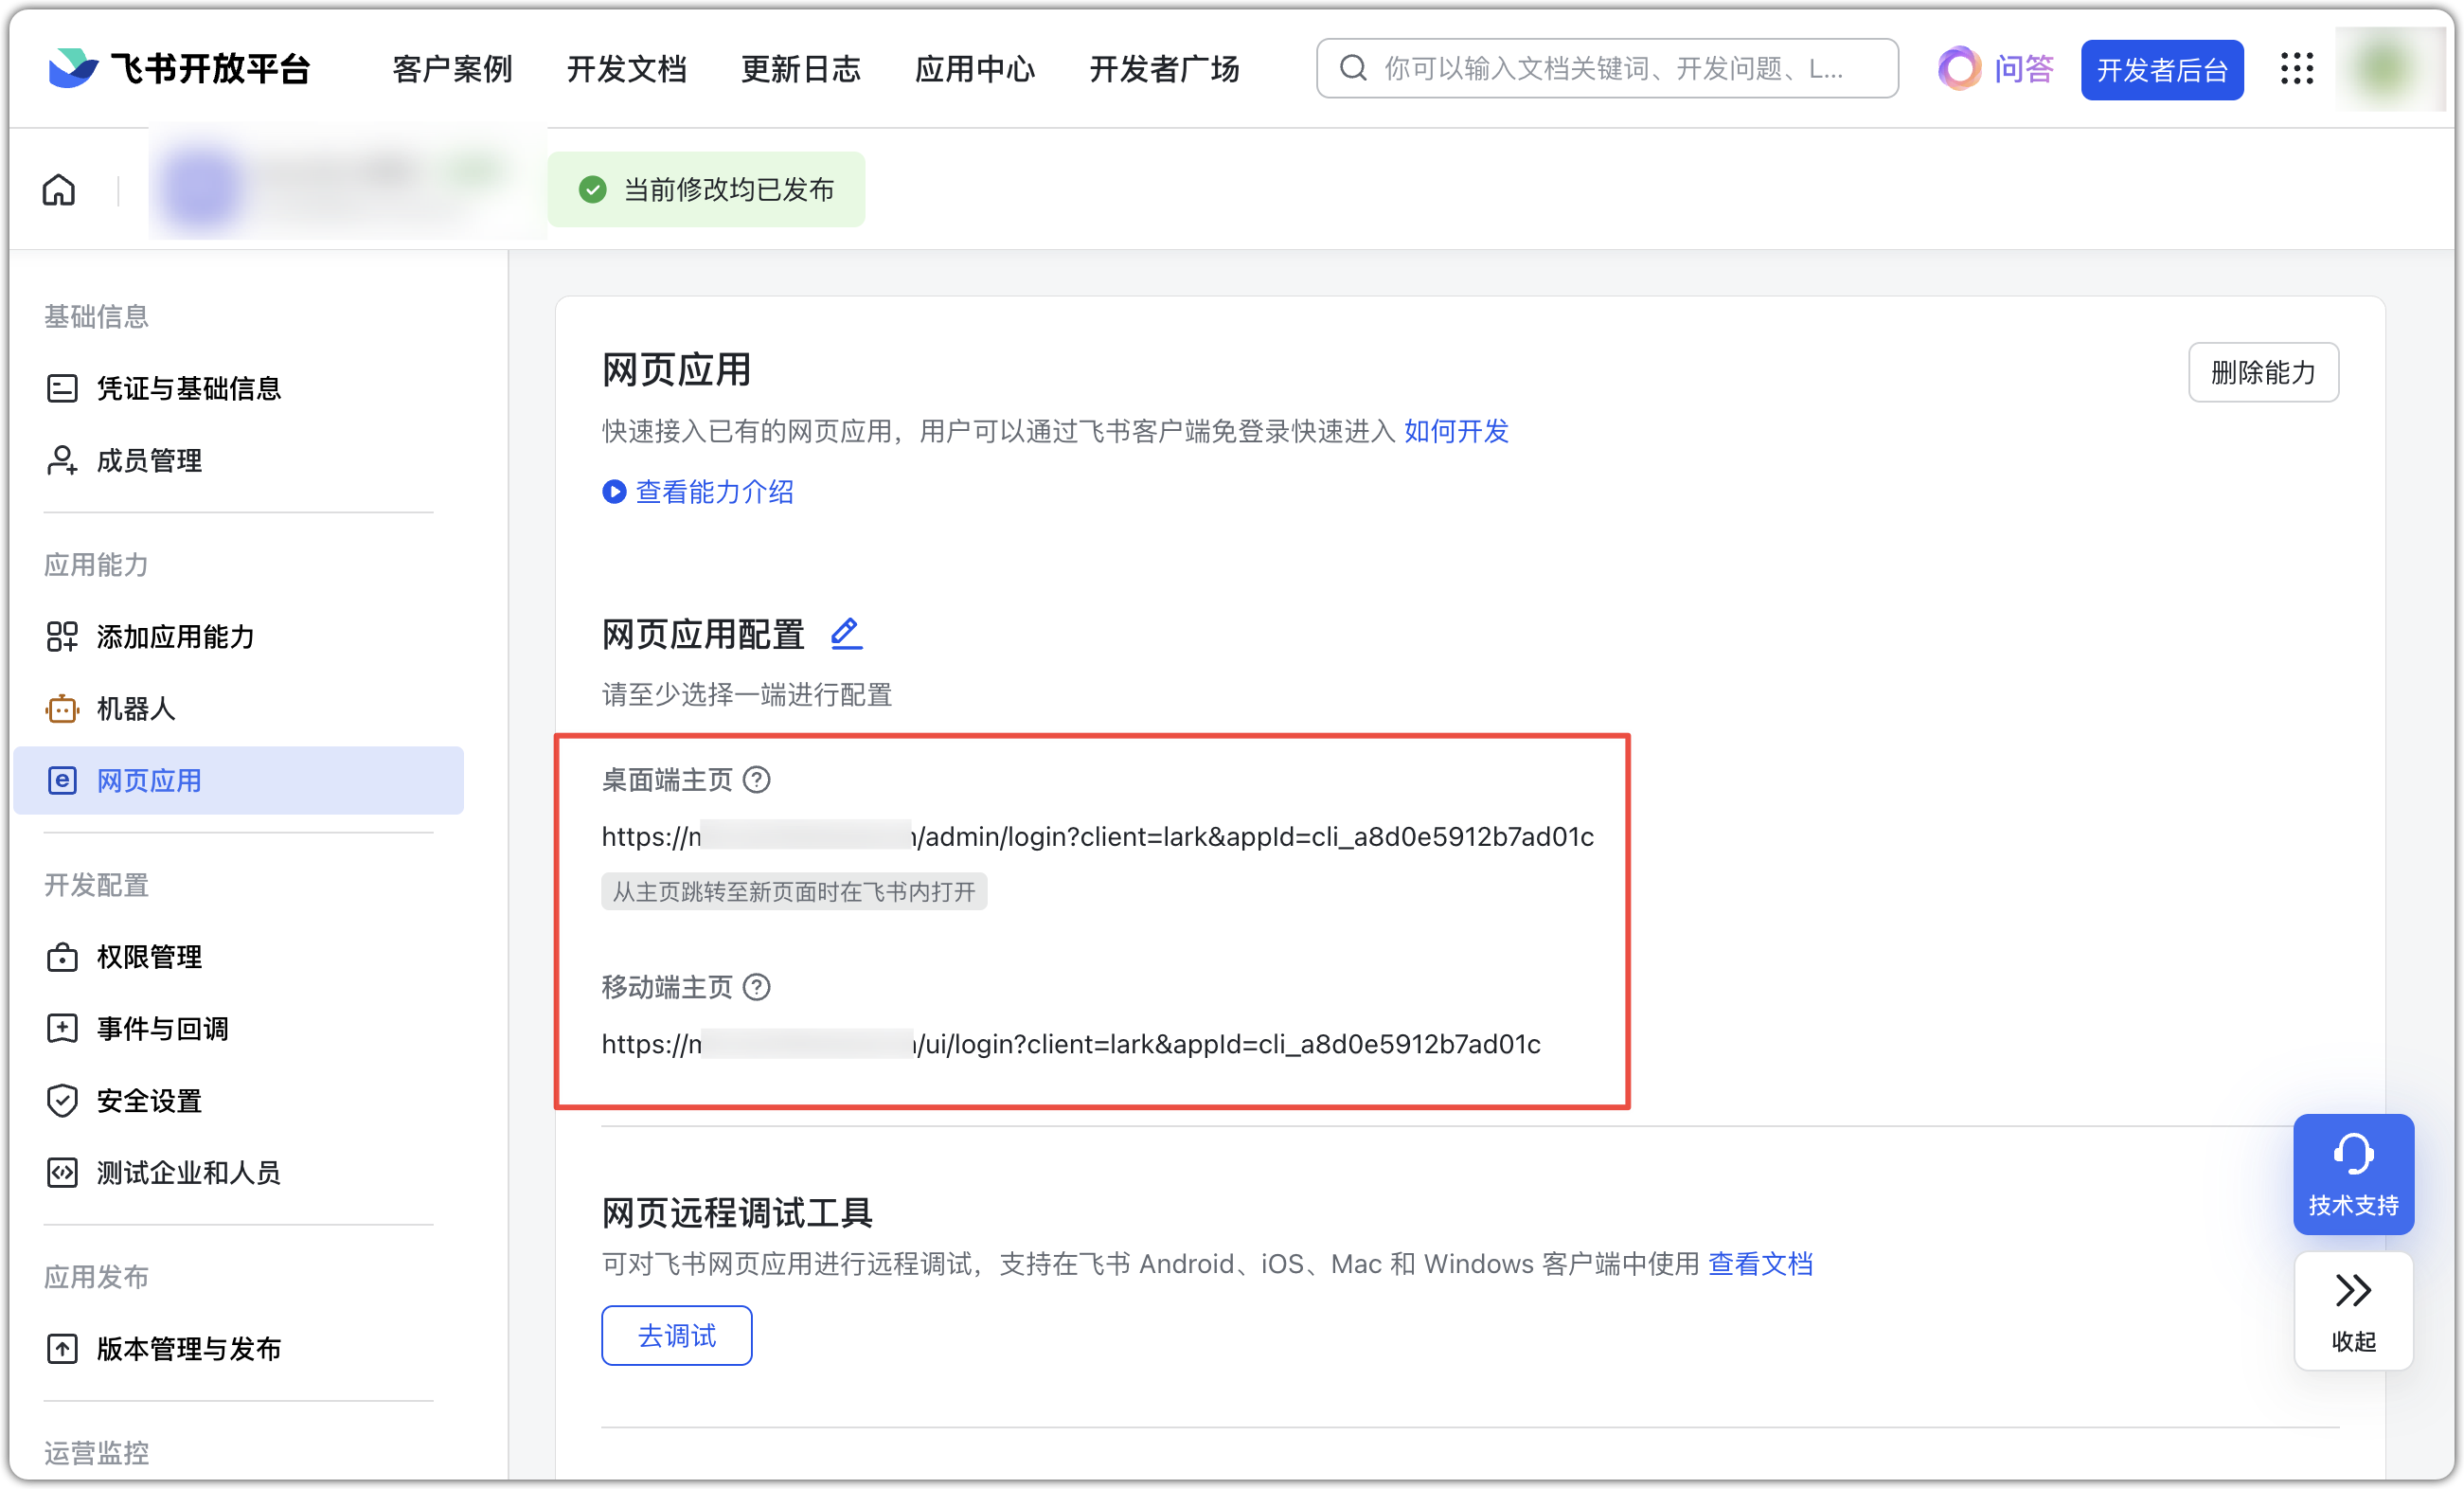 飞书开放平台
客户案例
开发文档
更新日志
应用中心
开发者广场
你可以输入文档关键词、开发问题、L...
问答
开发者后台
当前修改均已发布
基础信息
凭证与基础信息
成员管理
应用能力
添加应用能力
机器人
网页应用
开发配置
权限管理
事件与回调
安全设置
测试企业和人员
应用发布
版本管理与发布
运营监控
网页应用
删除能力
快速接入已有的网页应用，用户可以通过飞书客户端免登录快速进入 如何开发
查看能力介绍
网页应用配置
请至少选择一端进行配置
桌面端主页
https://m /admin/login?client=lark&appId=cli_a8d0e5912b7ad01c
从主页跳转至新页面时在飞书内打开
移动端主页
https://m /ui/login?client=lark&appId=cli_a8d0e5912b7ad01c
网页远程调试工具
可对飞书网页应用进行远程调试，支持在飞书 Android、iOS、Mac 和 Windows 客户端中使用 查看文档
去调试
技术支持
收起